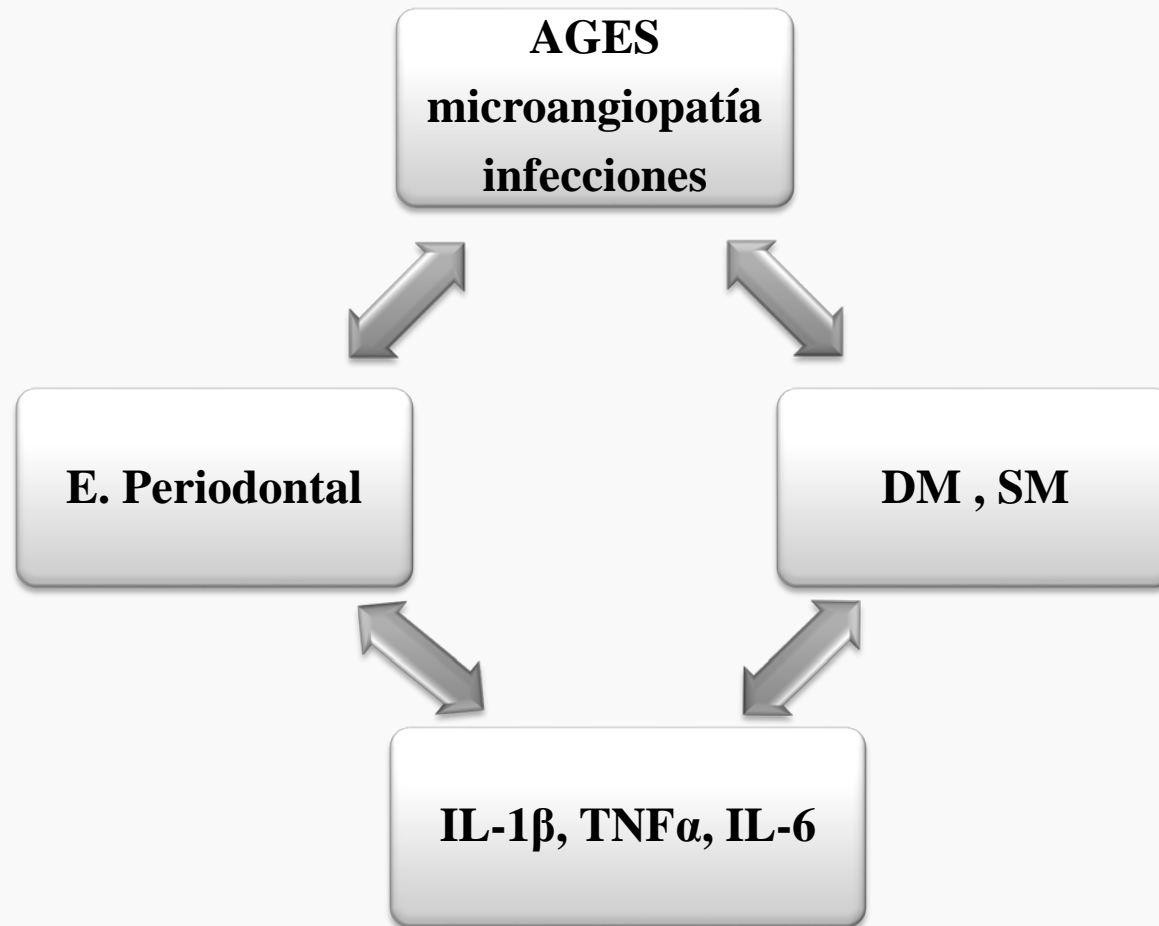 AGES
microangiopatía
infecciones
E. Periodontal
DM , SM
IL-1β, TNFα, IL-6